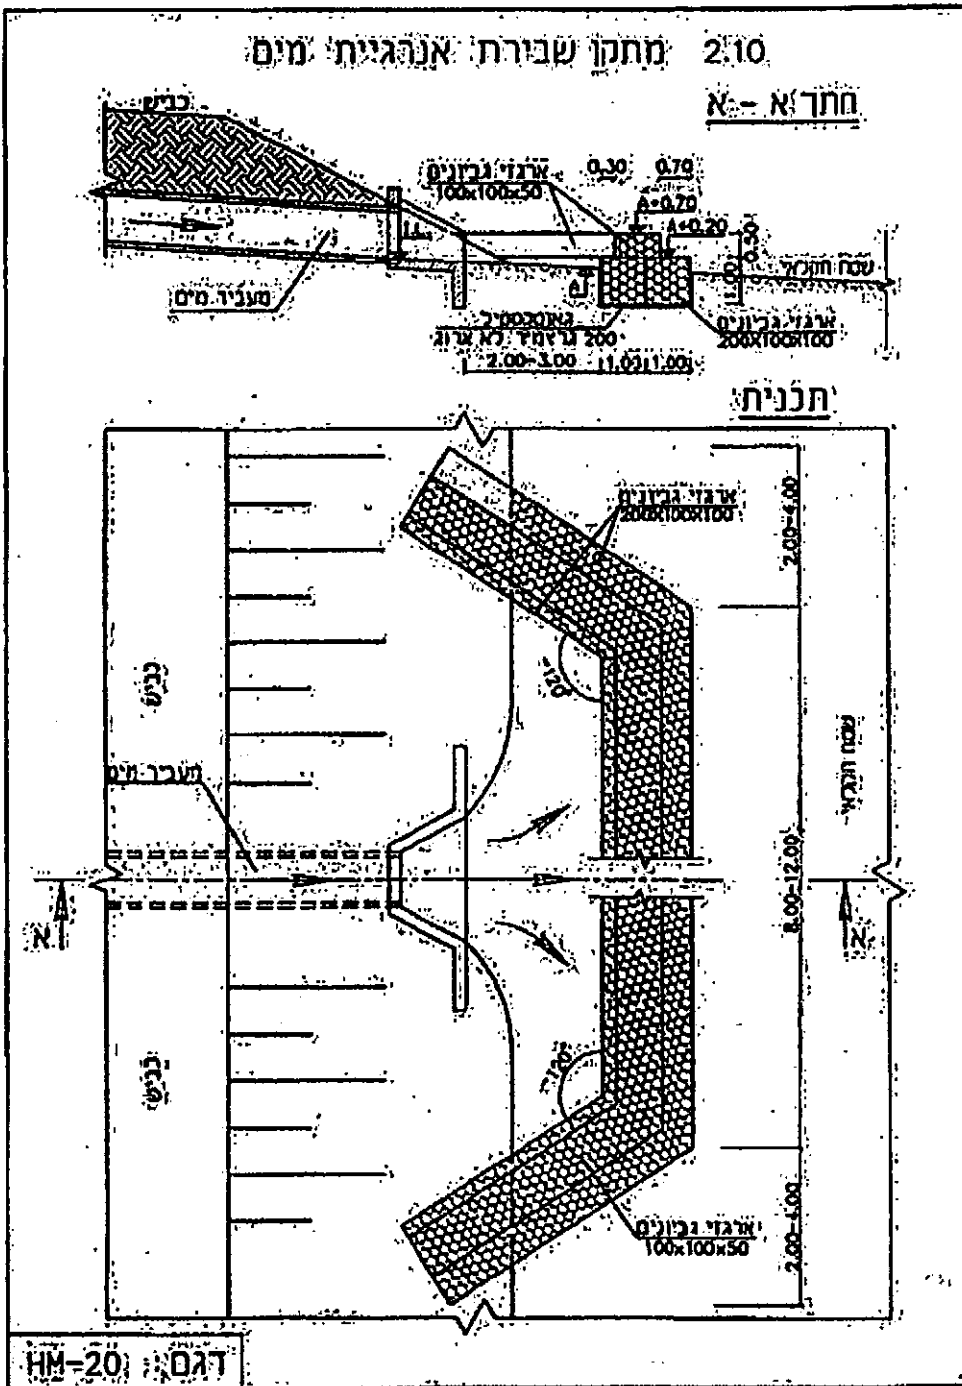 2.10 מתקן שבירת אנרגיית מים
חתך א - א
כביש
ארגזי גביונים
100x100x50
0.30
0.70
A+0.70
A+0.20
0.50
1.00
שטח חקלאי
מעביר מים
A
גאוטכסטיל
200 גר/מ"ר לא ארוג
ארגזי גביונים
200X100X100
2.00-3.00
1.00
1.00
תכנית
ארגזי גביונים
200X100X100
2.00-4.00
כביש
~120°
שטח חקלאי
מעביר מים
8.00-12.00
א
א
כביש
~120°
ארגזי גביונים
100x100x50
2.00-4.00
דגם : HM-20